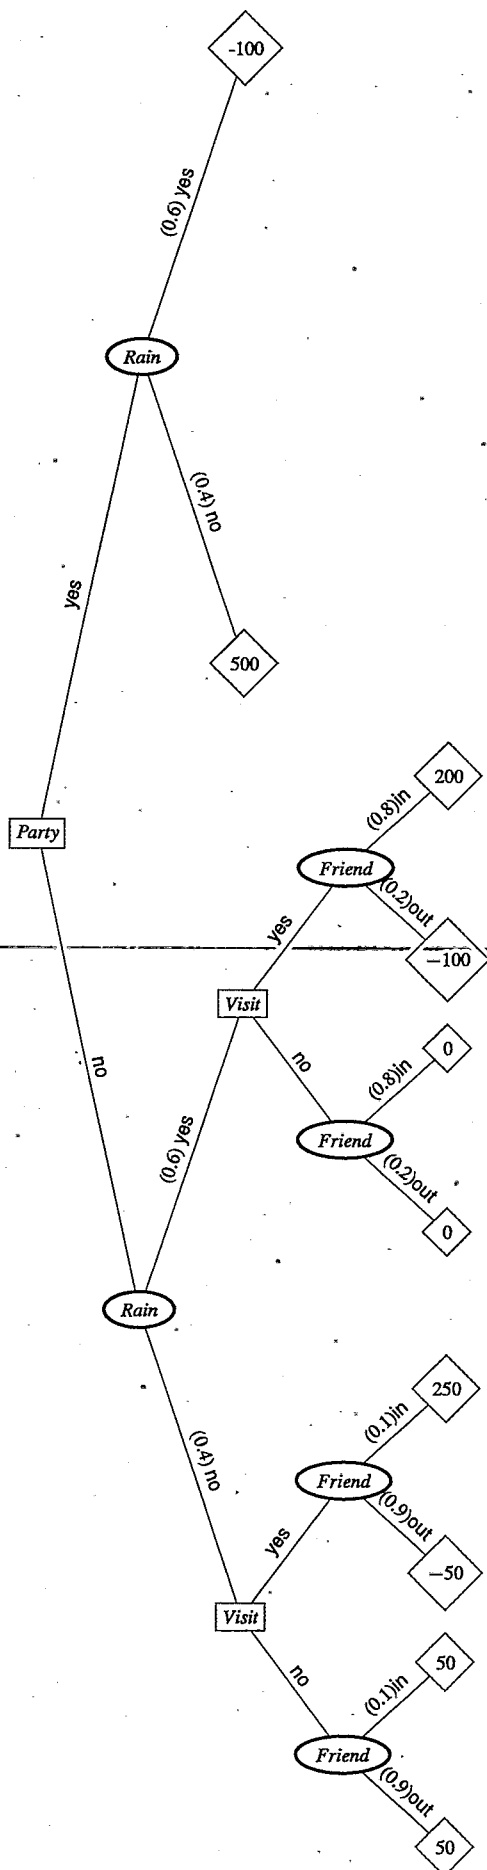 -100
(0.6) yes
Rain
(0.4) no
yes
500
200
(0.8)in
Party
Friend
(0.2)out
yes
−100
Visit
no
0
(0.8)in
no
Friend
(0.6) yes
(0.2)out
0
Rain
250
(0.1)in
(0.4) no
Friend
(0.9)out
yes
−50
Visit
no
50
(0.1)in
Friend
(0.9)out
50